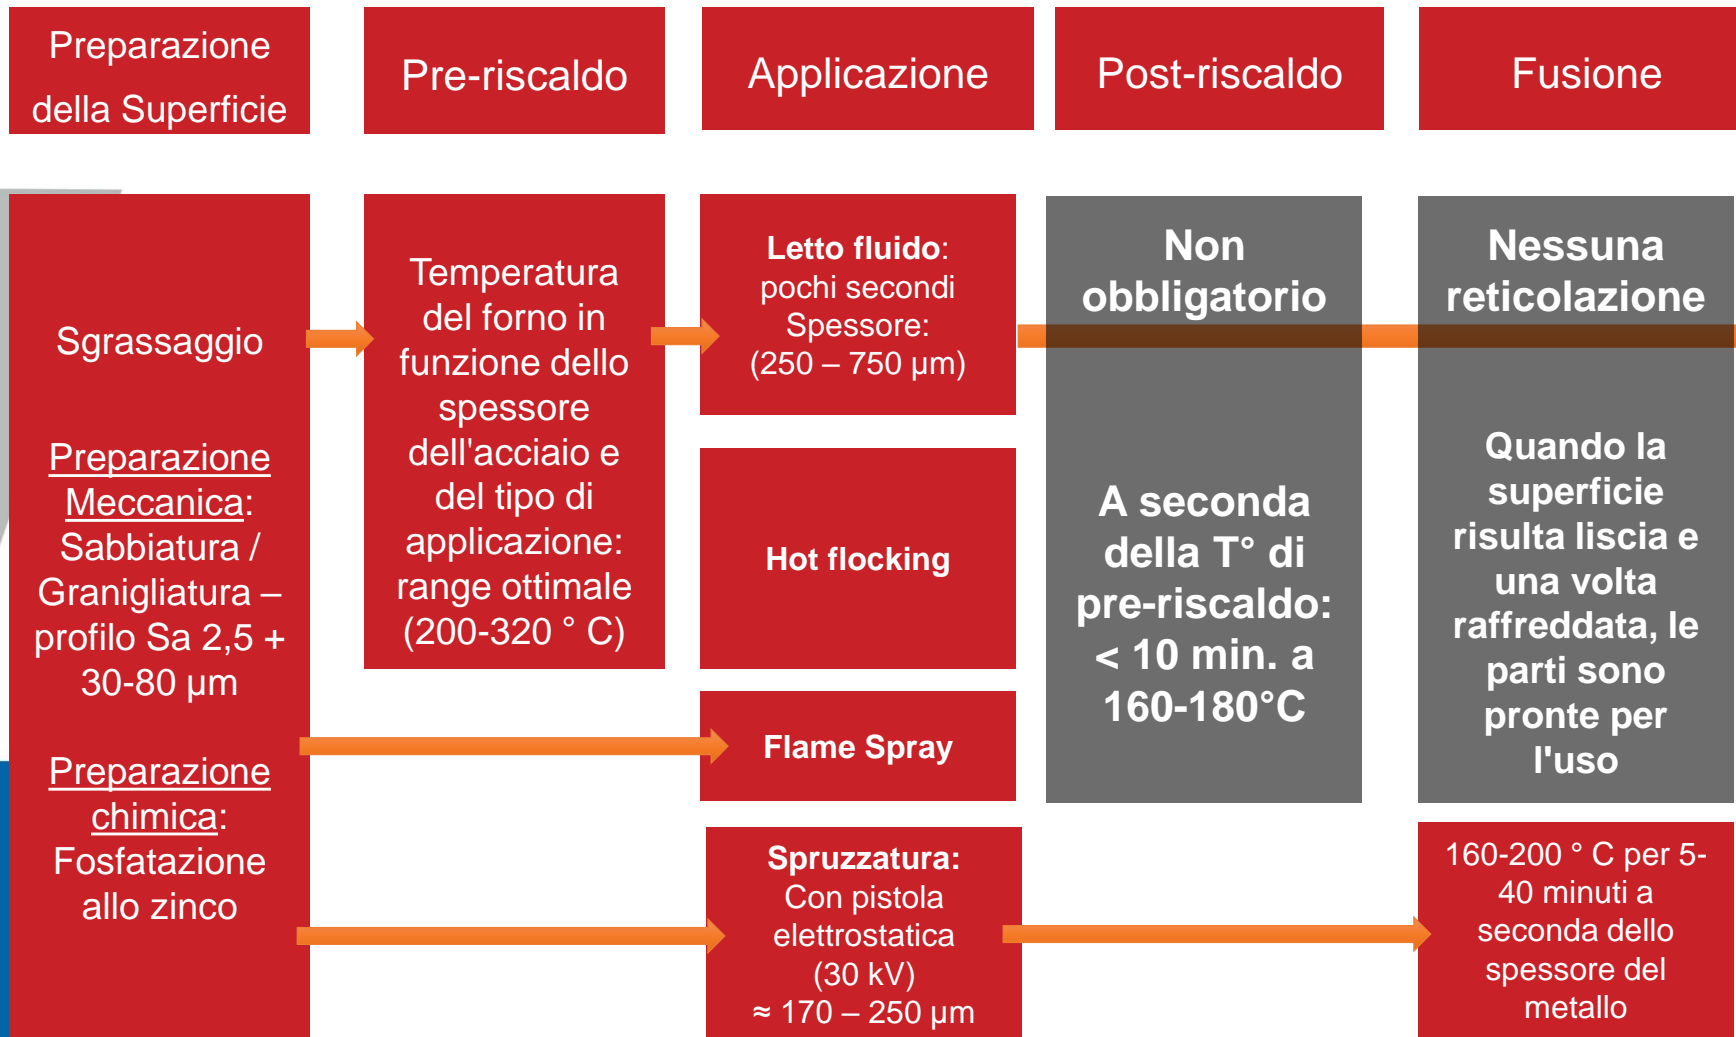 Preparazione
della Superficie
Pre-riscaldo
Applicazione
Post-riscaldo
Fusione
Sgrassaggio
Preparazione
Meccanica:
Sabbiatura /
Granigliatura –
profilo Sa 2,5 +
30-80 µm
Preparazione
chimica:
Fosfatazione
allo zinco
Temperatura
del forno in
funzione dello
spessore
dell'acciaio e
del tipo di
applicazione:
range ottimale
(200-320 ° C)
Letto fluido:
pochi secondi
Spessore:
(250 – 750 µm)
Hot flocking
Flame Spray
Spruzzatura:
Con pistola
elettrostatica
(30 kV)
≈ 170 – 250 µm
Non
obbligatorio
A seconda
della T° di
pre-riscaldo:
< 10 min. a
160-180°C
Nessuna
reticolazione
Quando la
superficie
risulta liscia e
una volta
raffreddata, le
parti sono
pronte per
l'uso
160-200 ° C per 5-
40 minuti a
seconda dello
spessore del
metallo